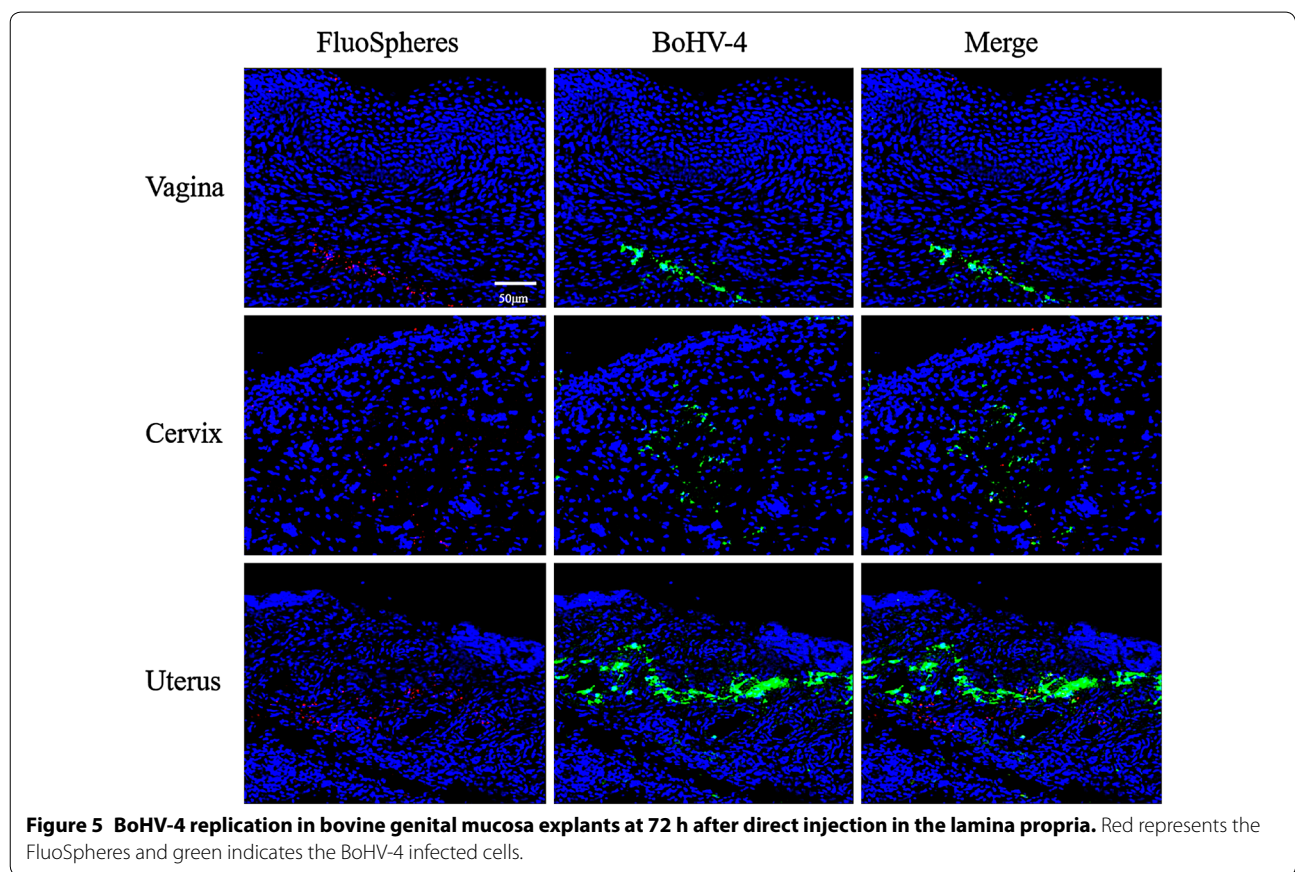 FluoSpheres BoHV-4 Merge
Vagina
50µm
Cervix
Uterus
Figure 5 BoHV-4 replication in bovine genital mucosa explants at 72 h after direct injection in the lamina propria. Red represents the
FluoSpheres and green indicates the BoHV-4 infected cells.